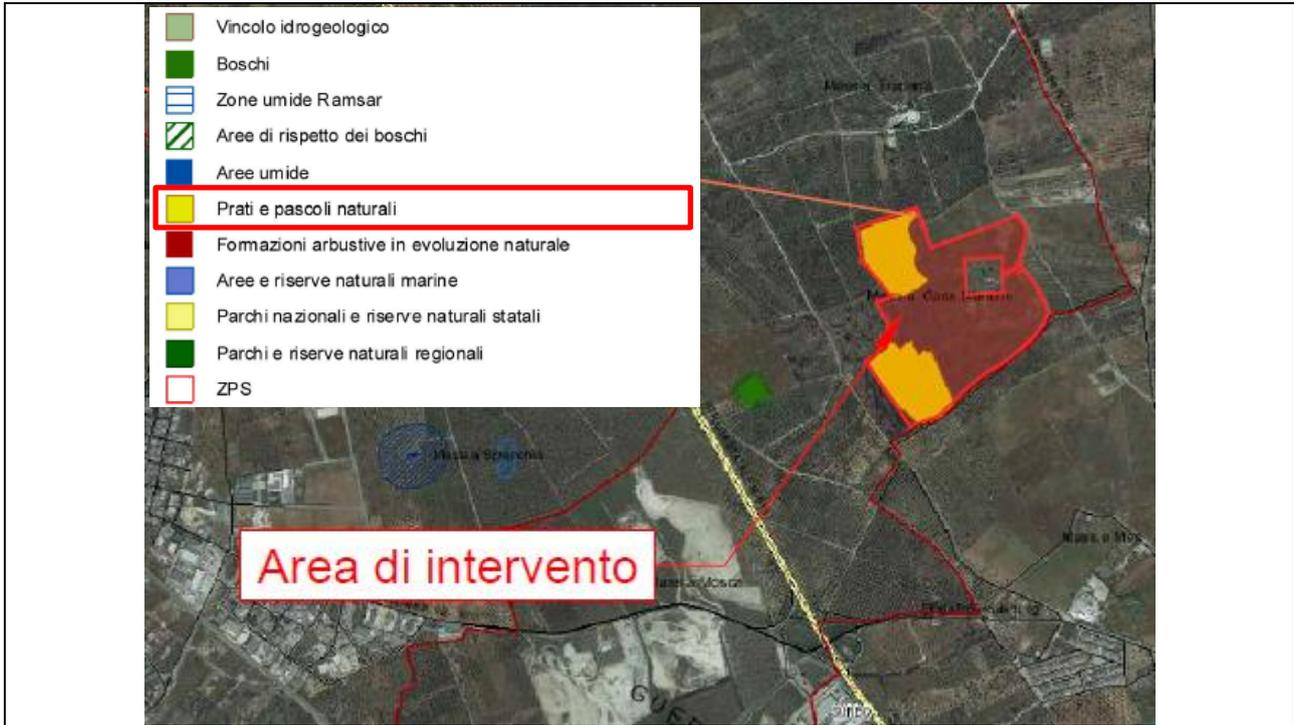 Vincolo idrogeologico
Boschi
Zone umide Ramsar
Aree di rispetto dei boschi
Aree umide
Prati e pascoli naturali
Formazioni arbustive in evoluzione naturale
Aree e riserve naturali marine
Parchi nazionali e riserve naturali statali
Parchi e riserve naturali regionali
ZPS
Area di intervento